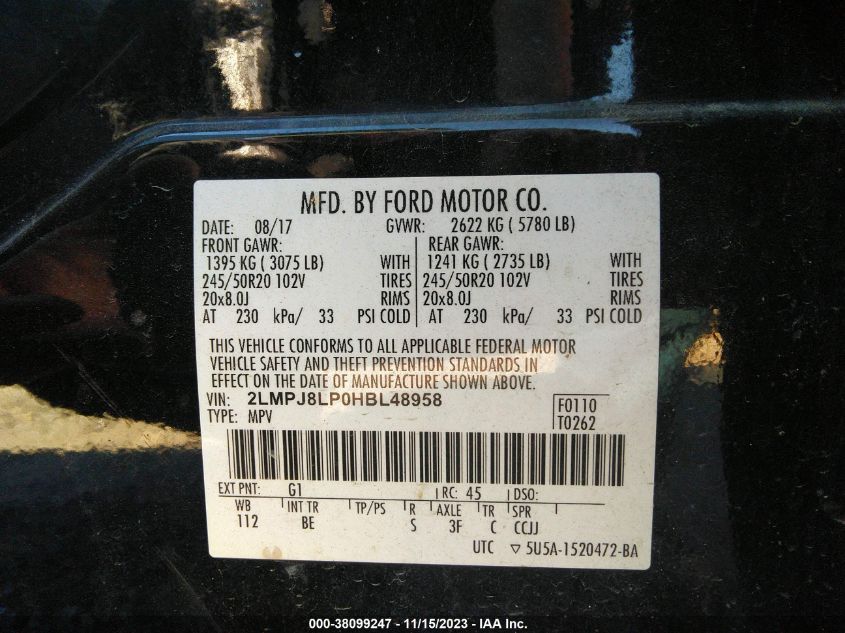 MFD. BY FORD MOTOR CO.
DATE: 08/17 GVWR: 2622 KG ( 5780 LB)
FRONT GAWR: REAR GAWR:
1395 KG ( 3075 LB) WITH 1241 KG ( 2735 LB) WITH
245/50R20 102V TIRES 245/50R20 102V TIRES
20x8.0J RIMS 20x8.0J RIMS
AT 230 kPa/ 33 PSI COLD AT 230 kPa/ 33 PSI COLD
THIS VEHICLE CONFORMS TO ALL APPLICABLE FEDERAL MOTOR
VEHICLE SAFETY AND THEFT PREVENTION STANDARDS IN
EFFECT ON THE DATE OF MANUFACTURE SHOWN ABOVE.
VIN: 2LMPJ8LP0HBL48958 F0110
TYPE: MPV T0262
EXT PNT: G1 RC: 45 DSO:
WB INT TR TP/PS R AXLE TR SPR
112 BE S 3F C CCJJ
UTC ▽ 5U5A-1520472-BA
000-38099247 - 11/15/2023 - IAA Inc.